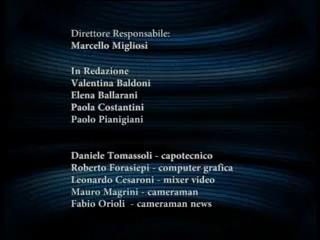 Direttore Responsabile:
Marcello Migliosi
In Redazione
Valentina Baldoni
Elena Ballarani
Paola Costantini
Paolo Pianigiani
Daniele Tomassoli - capotecnico
Roberto Forasiepi - computer grafica
Leonardo Cesaroni - mixer video
Mauro Magrini - cameraman
Fabio Orioli - cameraman news